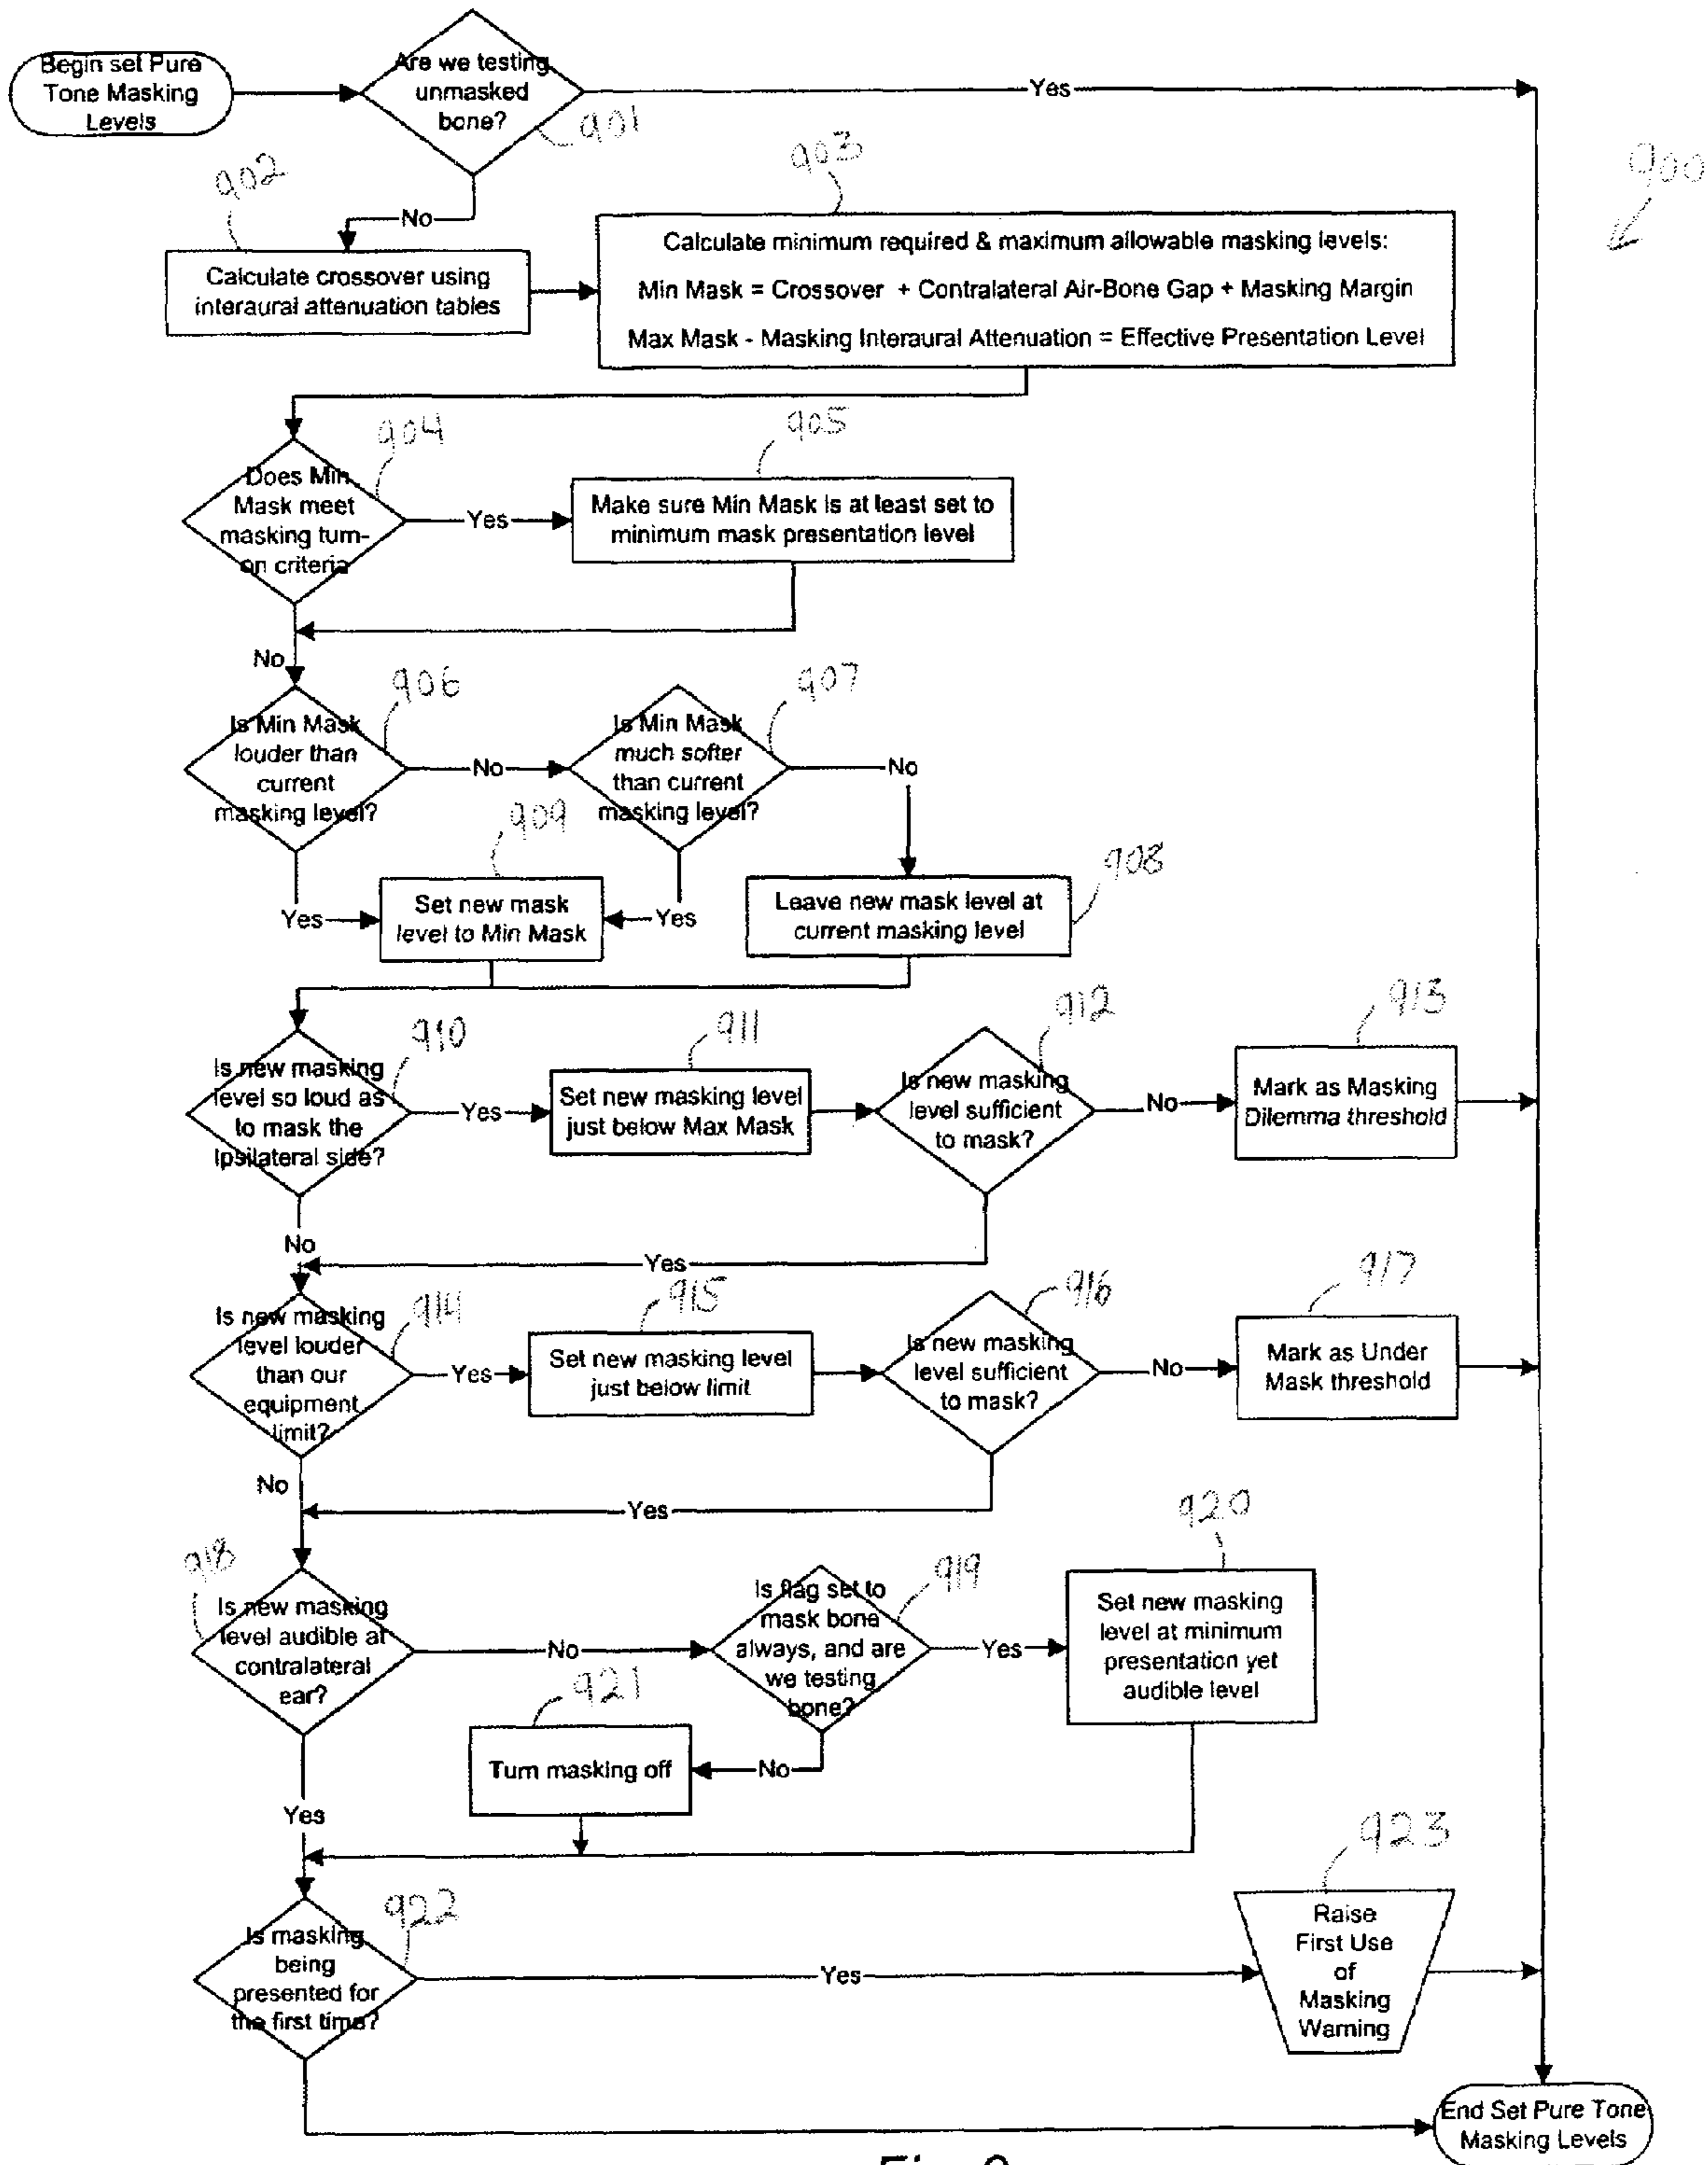 Begin set Pure
Tone Masking
Levels
Are we testing
unmasked
bone?
901
Yes
900
No
902
Calculate crossover using
interaural attenuation tables
903
Calculate minimum required & maximum allowable masking levels:
Min Mask = Crossover + Contralateral Air-Bone Gap + Masking Margin
Max Mask - Masking Interaural Attenuation = Effective Presentation Level
904
Does Min
Mask meet
masking turn-
on criteria
Yes
905
Make sure Min Mask is at least set to
minimum mask presentation level
No
906
Is Min Mask
louder than
current
masking level?
No
907
Is Min Mask
much softer
than current
masking level?
No
909
Yes
Set new mask
level to Min Mask
Yes
908
Leave new mask level at
current masking level
910
Is new masking
level so loud as
to mask the
Ipsilateral side?
Yes
911
Set new masking level
just below Max Mask
912
Is new masking
level sufficient
to mask?
No
913
Mark as Masking
Dilemma threshold
No
Yes
914
Is new masking
level louder
than our
equipment
limit?
Yes
915
Set new masking level
just below limit
916
Is new masking
level sufficient
to mask?
No
917
Mark as Under
Mask threshold
No
Yes
918
Is new masking
level audible at
contralateral
ear?
No
919
Is flag set to
mask bone
always, and are
we testing
bone?
Yes
920
Set new masking
level at minimum
presentation yet
audible level
921
Turn masking off
No
Yes
922
Is masking
being
presented for
the first time?
Yes
923
Raise
First Use
of
Masking
Warning
End Set Pure Tone
Masking Levels